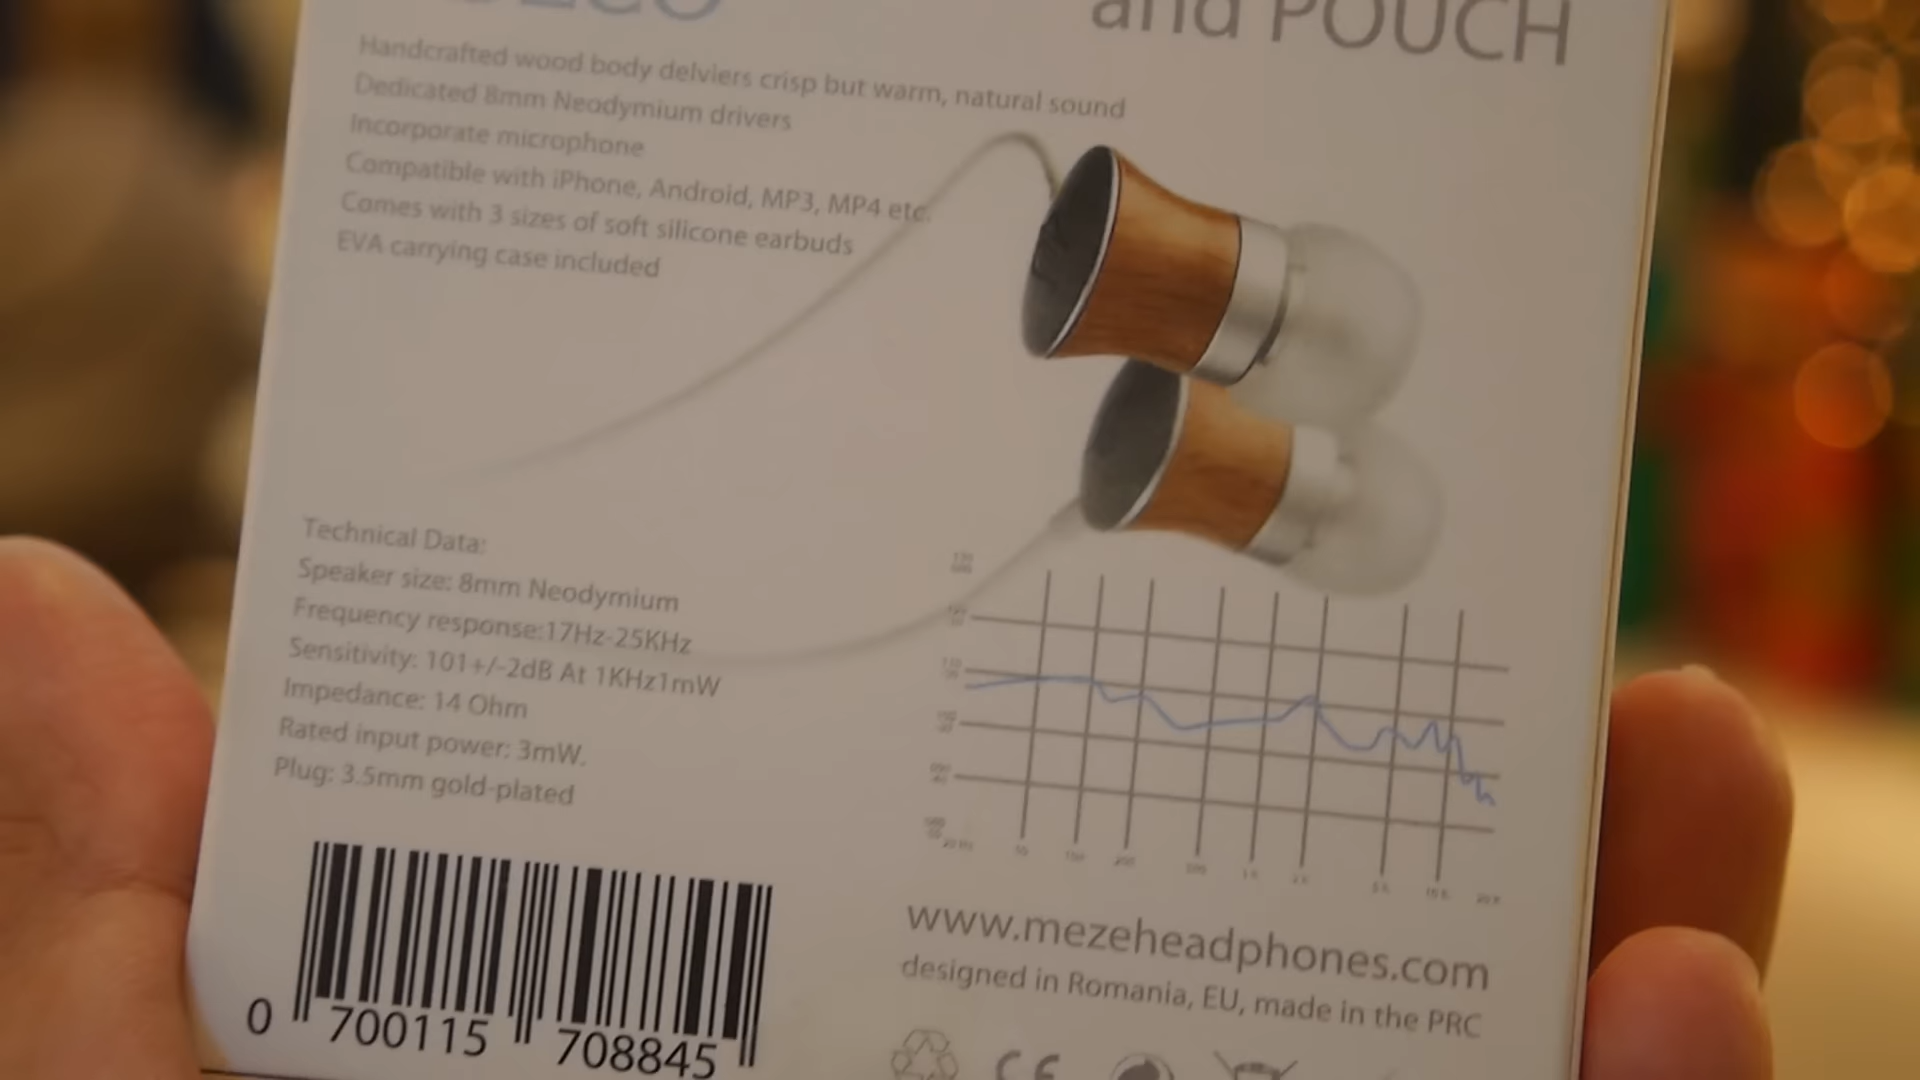 and POUCH
Handcrafted wood body delviers crisp but warm, natural sound
Dedicated 8mm Neodymium drivers
Incorporate microphone
Compatible with iPhone, Android, MP3, MP4 etc.
Comes with 3 sizes of soft silicone earbuds
EVA carrying case included
Technical Data:
Speaker size: 8mm Neodymium
Frequency response:17Hz-25KHz
Sensitivity: 101+/-2dB At 1KHz1mW
Impedance: 14 Ohm
Rated input power: 3mW.
Plug: 3.5mm gold-plated
0 700115 708845
www.mezeheadphones.com
designed in Romania, EU, made in the PRC
CE